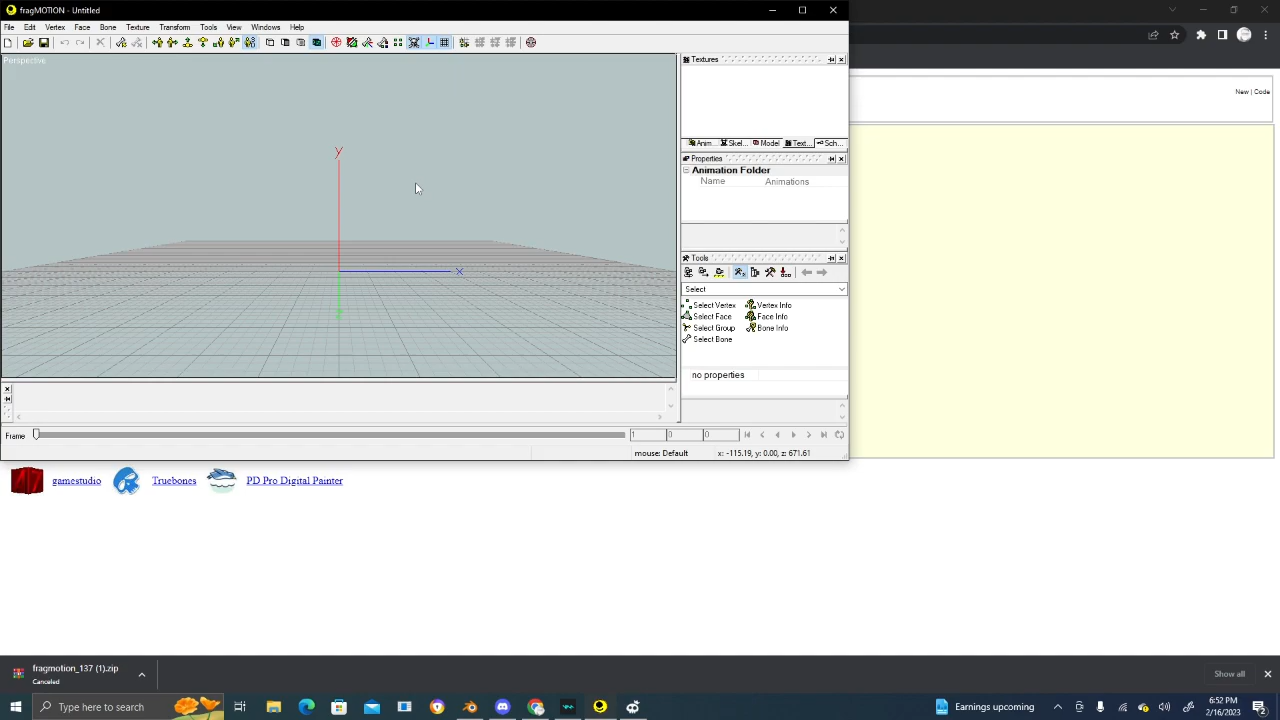 fragMOTION - Untitled
File Edit Vertex Face Bone Texture Transform Tools View Windows Help
Perspective
y
x
Textures
Anim... Skel... Model Text... Sch...
Properties
Animation Folder
Name Animations
Tools
Select
Select Vertex Vertex Info
Select Face Face Info
Select Group Bone Info
Select Bone
no properties
Frame 1 0 0
mouse: Default x: -115.19, y: 0.00, z: 671.61
New | Code
gamestudio Truebones PD Pro Digital Painter
fragmotion_137 (1).zip
Canceled
Show all
Type here to search
Earnings upcoming
6:52 PM
2/16/2023